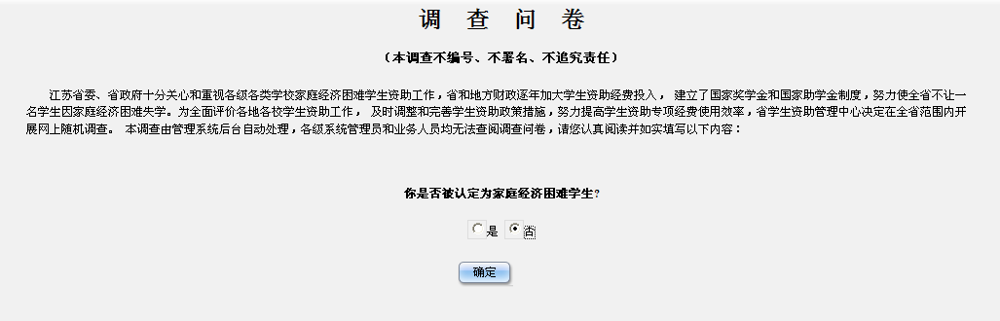 调 查 问 卷
（本调查不编号、不署名、不追究责任）
江苏省委、省政府十分关心和重视各级各类学校家庭经济困难学生资助工作，省和地方财政逐年加大学生资助经费投入， 建立了国家奖学金和国家助学金制度，努力使全省不让一
名学生因家庭经济困难失学。为全面评价各地各校学生资助工作， 及时调整和完善学生资助政策措施，努力提高学生资助专项经费使用效率，省学生资助管理中心决定在全省范围内开
展网上随机调查。 本调查由管理系统后台自动处理，各级系统管理员和业务人员均无法查阅调查问卷，请您认真阅读并如实填写以下内容：
你是否被认定为家庭经济困难学生?
是 否
确定